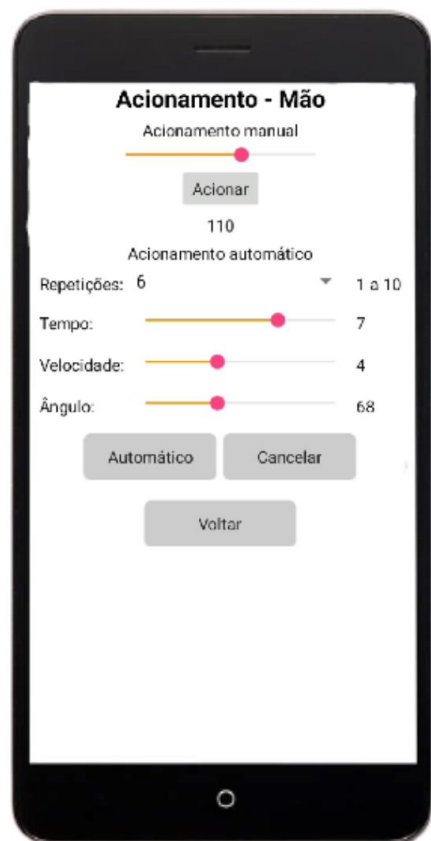 Acionamento - Mão
Acionamento manual
Acionar
110
Acionamento automático
Repetições: 6 1 a 10
Tempo: 7
Velocidade: 4
Ângulo: 68
Automático Cancelar
Voltar